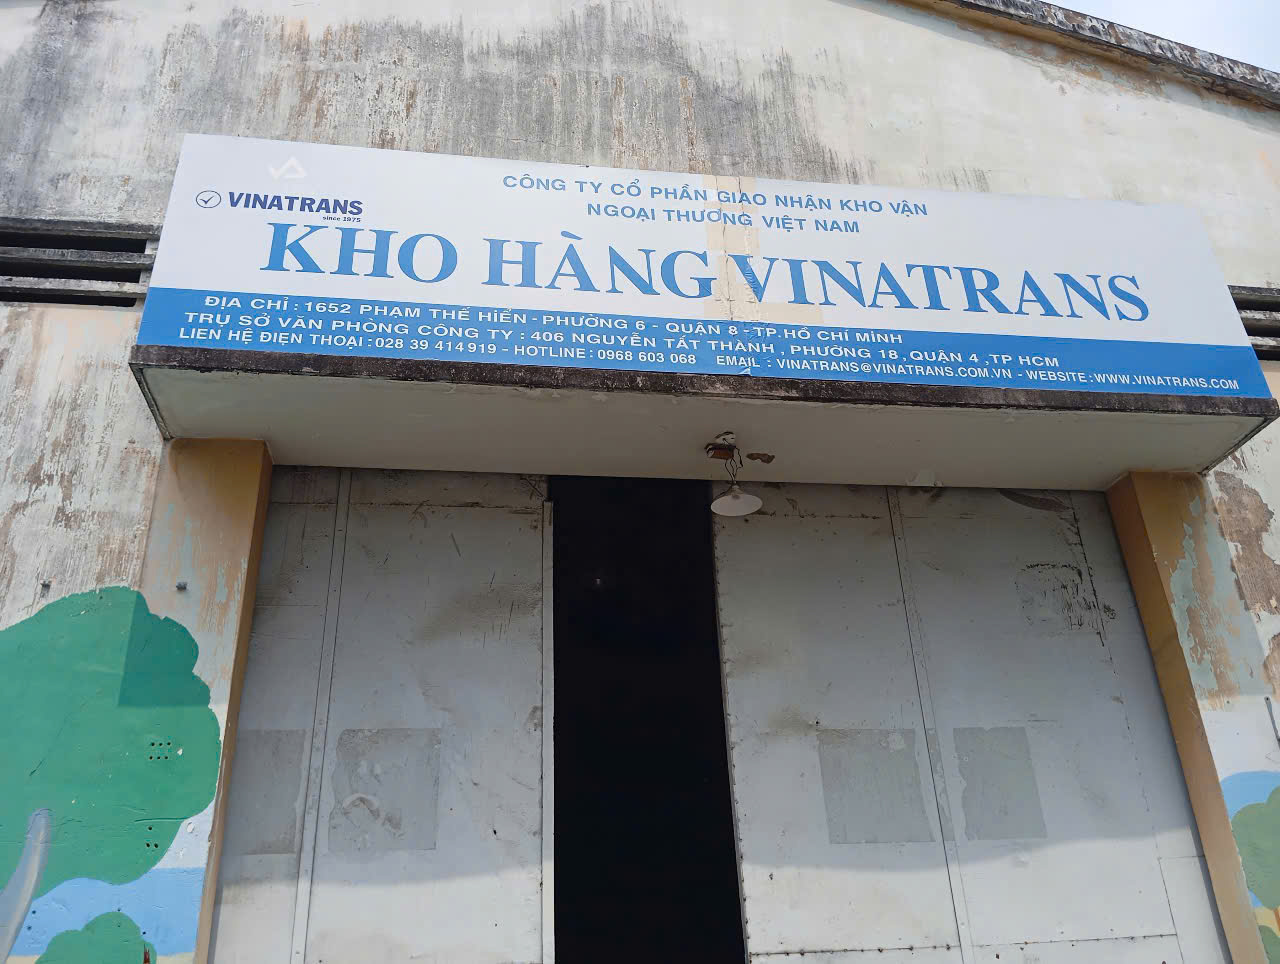 VINATRANS
since 1975
CÔNG TY CỔ PHẦN GIAO NHẬN KHO VẬN
NGOẠI THƯƠNG VIỆT NAM
KHO HÀNG VINATRANS
ĐỊA CHỈ : 1652 PHẠM THẾ HIỂN - PHƯỜNG 6 - QUẬN 8 - TP.HỒ CHÍ MINH
TRỤ SỞ VĂN PHÒNG CÔNG TY : 406 NGUYỄN TẤT THÀNH , PHƯỜNG 18 , QUẬN 4 ,TP HCM
LIÊN HỆ ĐIỆN THOẠI : 028 39 414 919 - HOTLINE : 0968 603 068 EMAIL : VINATRANS@VINATRANS.COM.VN - WEBSITE : WWW.VINATRANS.COM